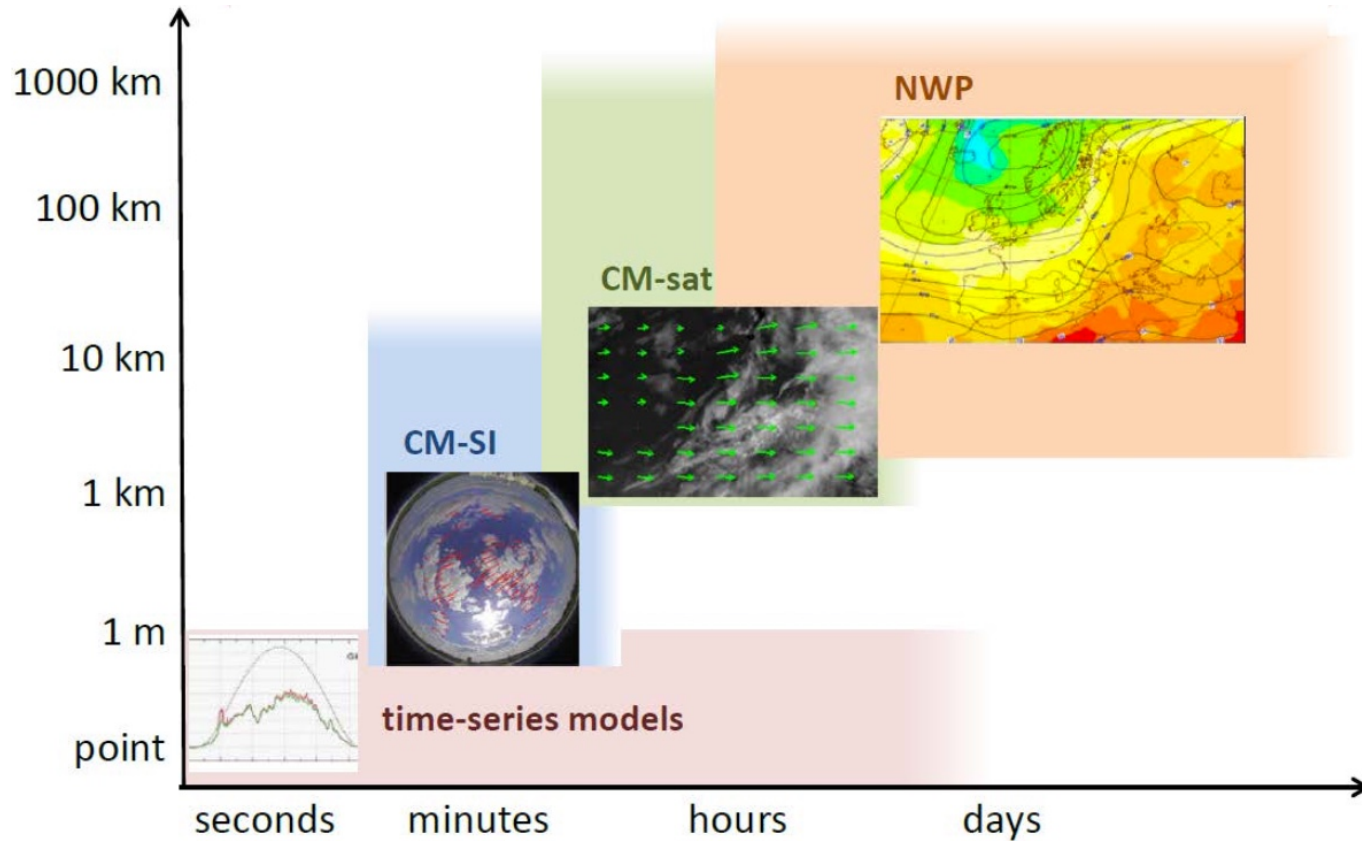 1000 km
100 km
10 km
1 km
1 m
point
NWP
CM-sat
CM-SI
time-series models
seconds minutes hours days